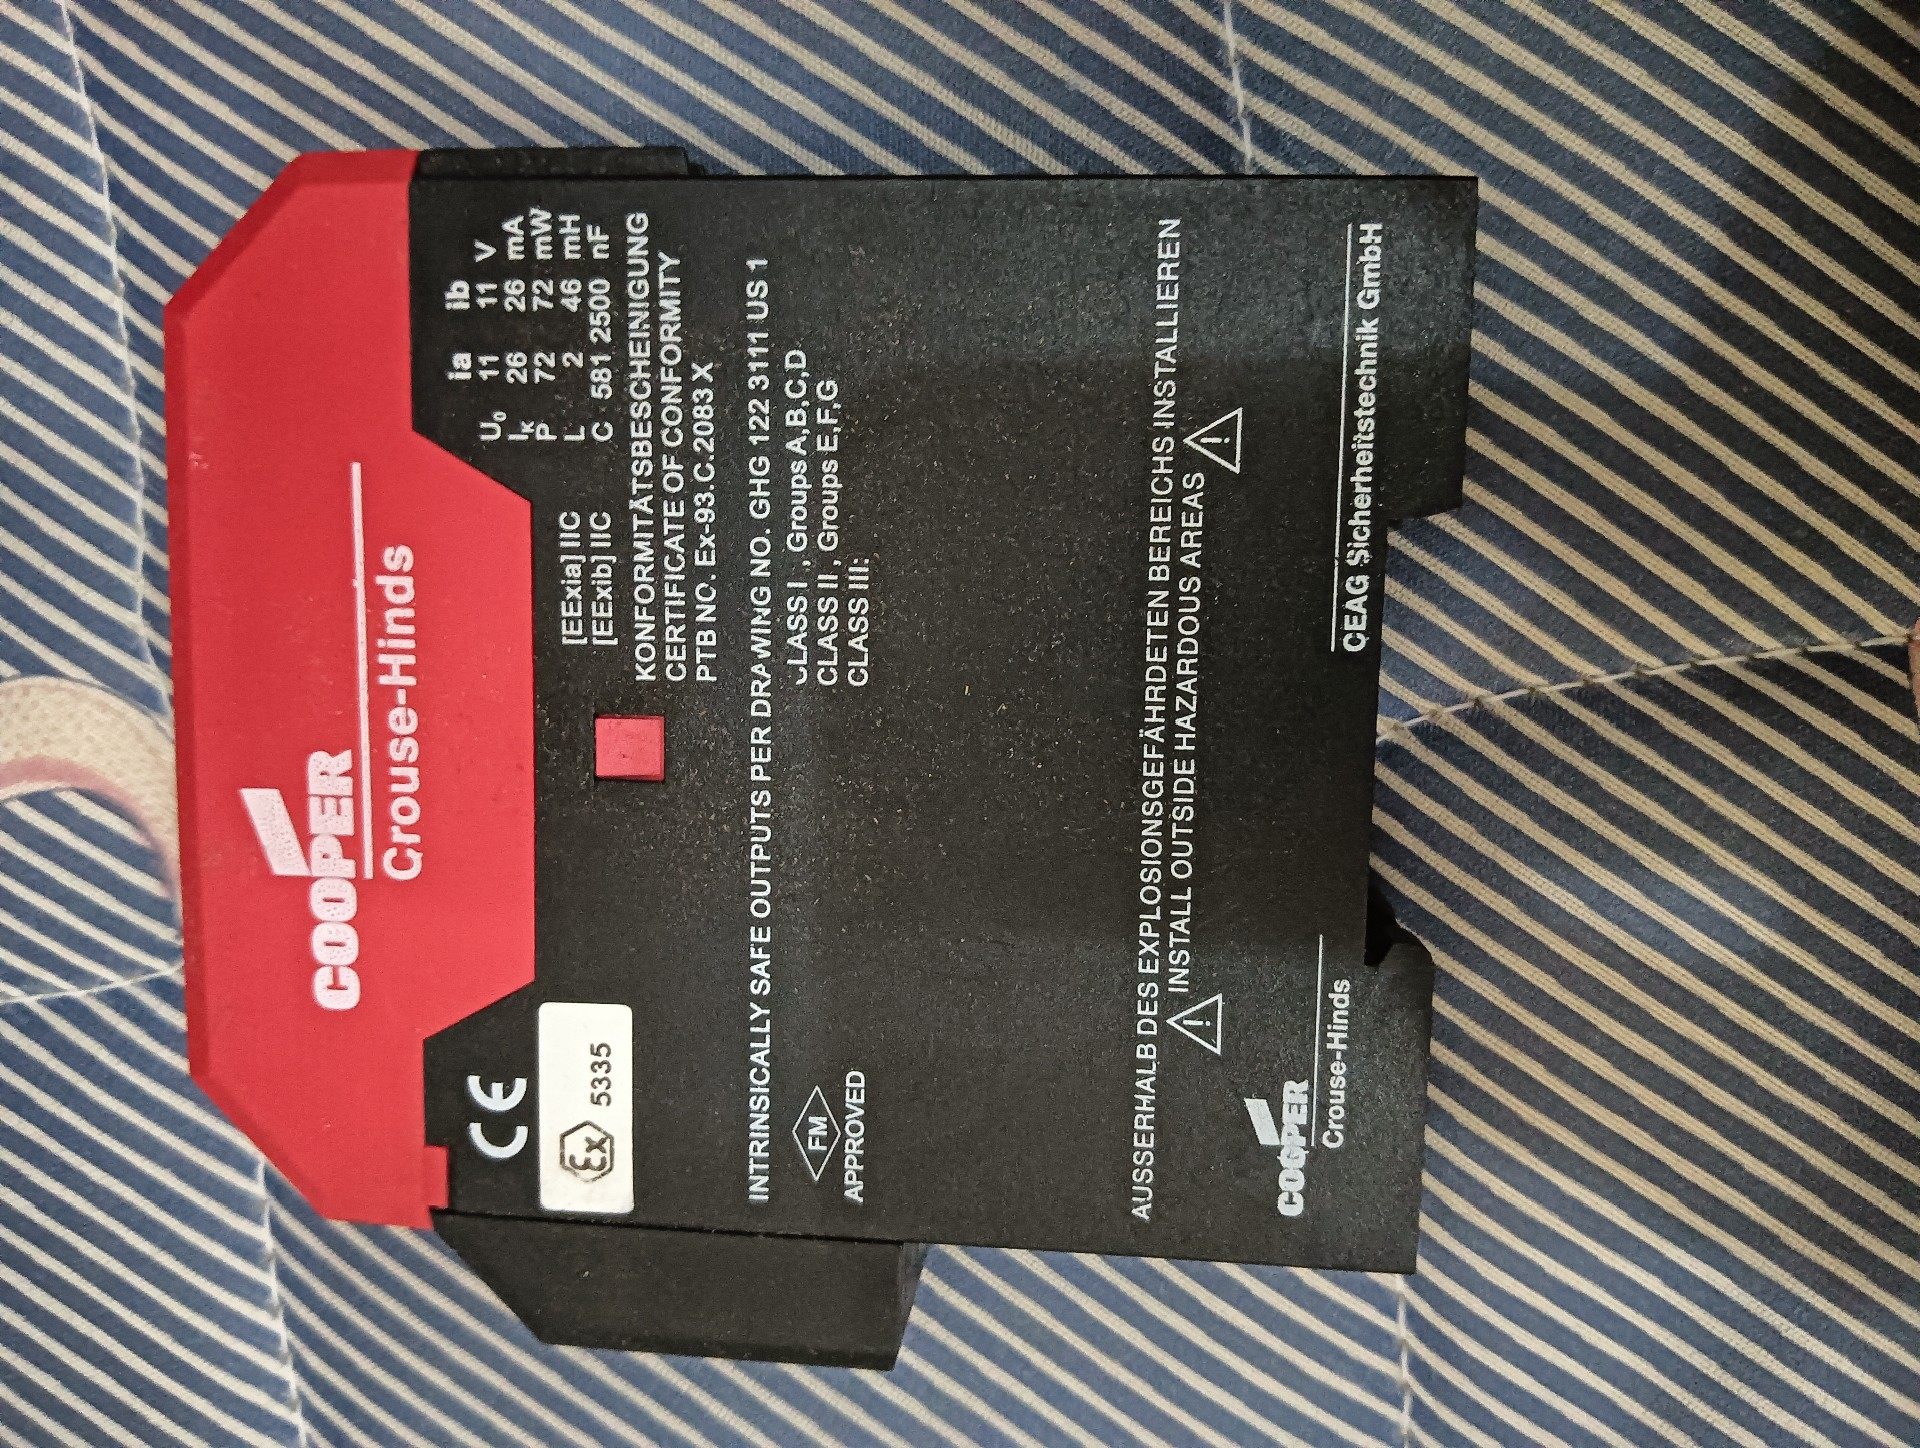 COOPER
Crouse-Hinds
ia ib
U₀ 11 11 V
Iₖ 26 26 mA
P 72 72 mW
L 2 46 mH
C 581 2500 nF
[EExia] IIC
[EExib] IIC
KONFORMITÄTSBESCHEINIGUNG
CERTIFICATE OF CONFORMITY
PTB NC. Ex-93.C.2083 X
CE
Ex 5335
INTRINSICALLY SAFE OUTPUTS PER DRAWING NO. GHG 122 3111 US 1
FM
APPROVED
CLASS I , Groups A,B,C,D
CLASS II , Groups E,F,G
CLASS III:
AUSSERHALB DES EXPLOSIONSGEFÄHRDETEN BEREICHS INSTALLIEREN
INSTALL OUTSIDE HAZARDOUS AREAS
COOPER
Crouse-Hinds
CEAG Sicherheitstechnik GmbH